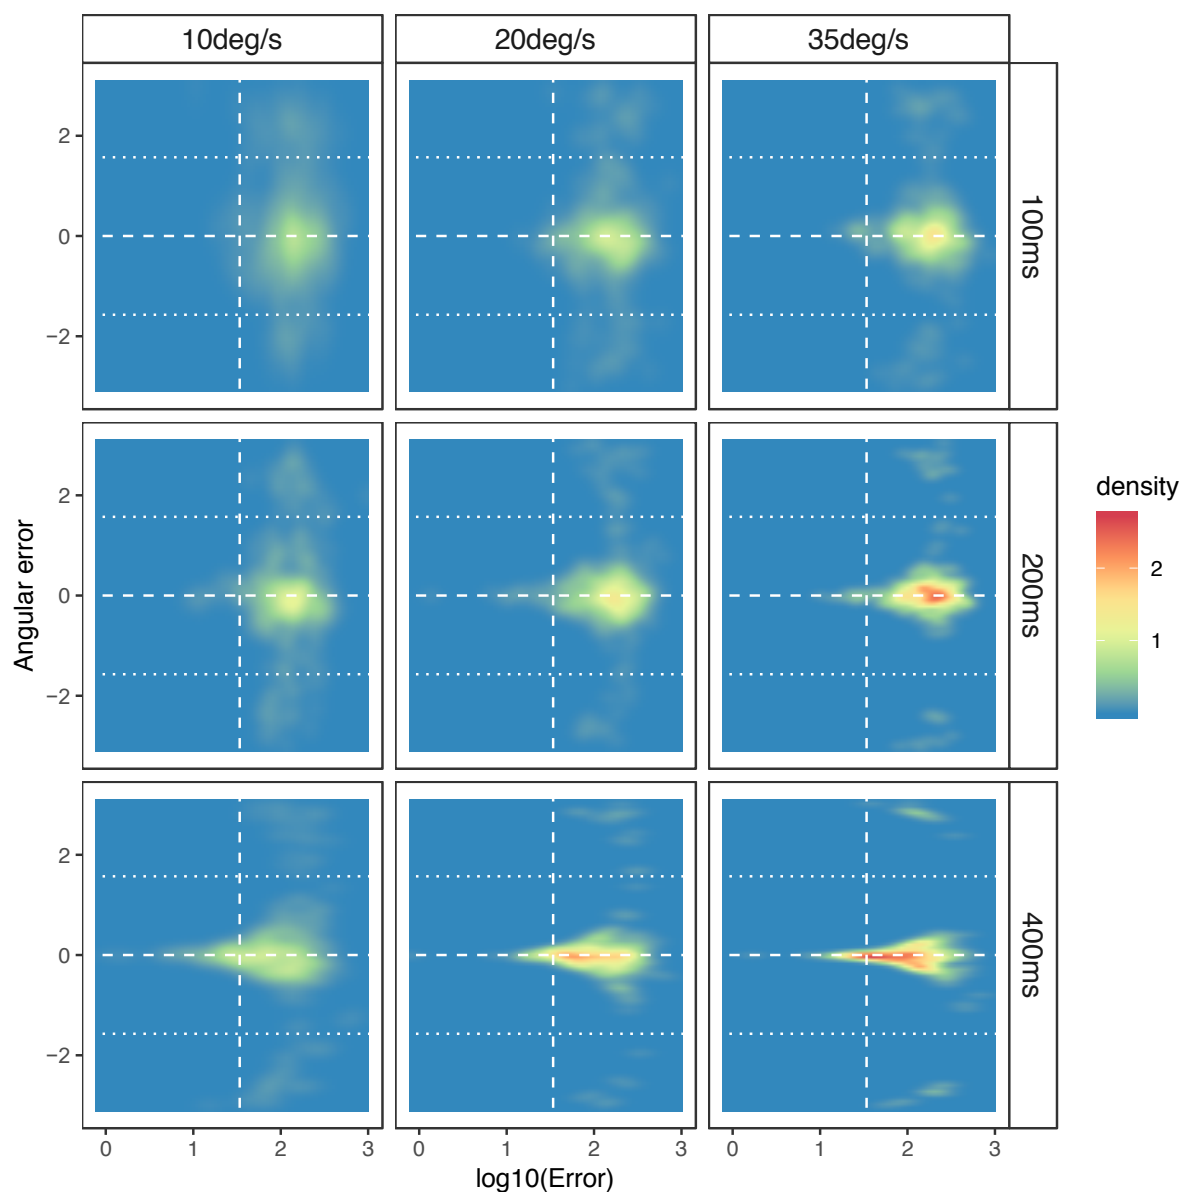 10deg/s 20deg/s 35deg/s
2
0
−2
100ms
2
0
−2
200ms
2
0
−2
400ms
Angular error
0 1 2 3 0 1 2 3 0 1 2 3
log10(Error)
density
2
1